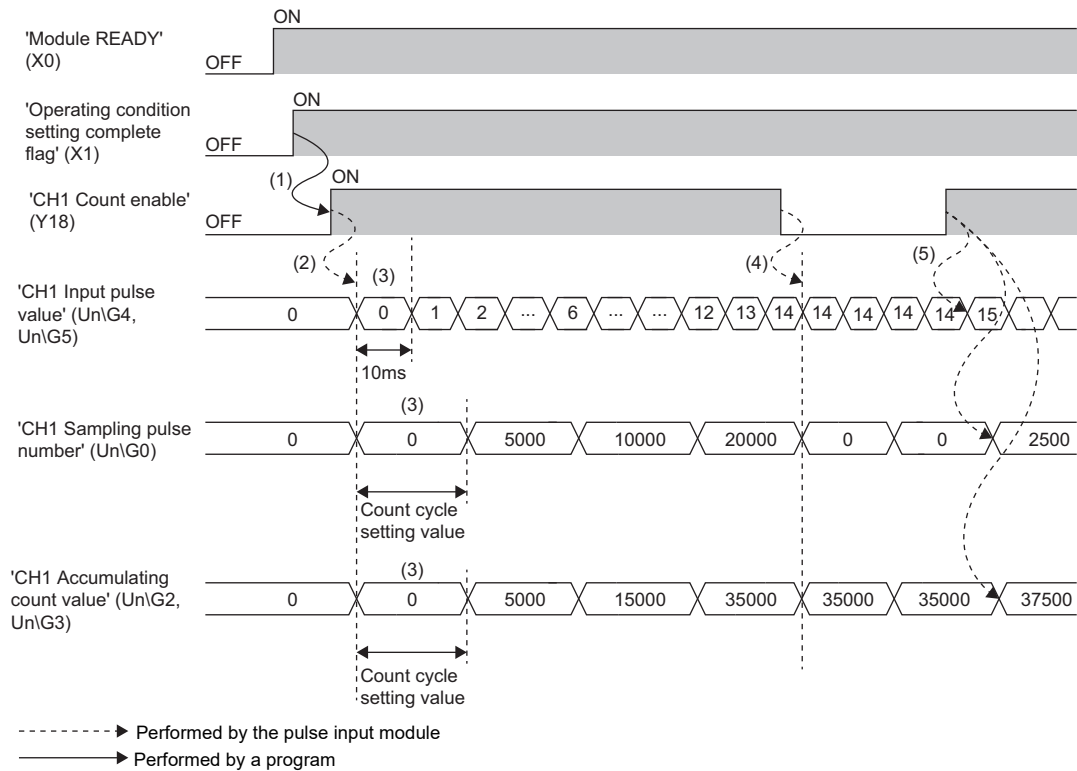 ON
'Module READY'
(X0)
OFF
ON
'Operating condition
setting complete
flag' (X1)
OFF
(1)
ON
'CH1 Count enable'
(Y18)
OFF
(2)
(3)
(4)
(5)
'CH1 Input pulse
value' (Un\G4,
Un\G5)
0 0 1 2 ... 6 ... ... 12 13 14 14 14 14 14 15
10ms
(3)
'CH1 Sampling pulse
number' (Un\G0)
0 0 5000 10000 20000 0 0 2500
Count cycle
setting value
(3)
'CH1 Accumulating
count value' (Un\G2,
Un\G3)
0 0 5000 15000 35000 35000 35000 37500
Count cycle
setting value
Performed by the pulse input module
Performed by a program